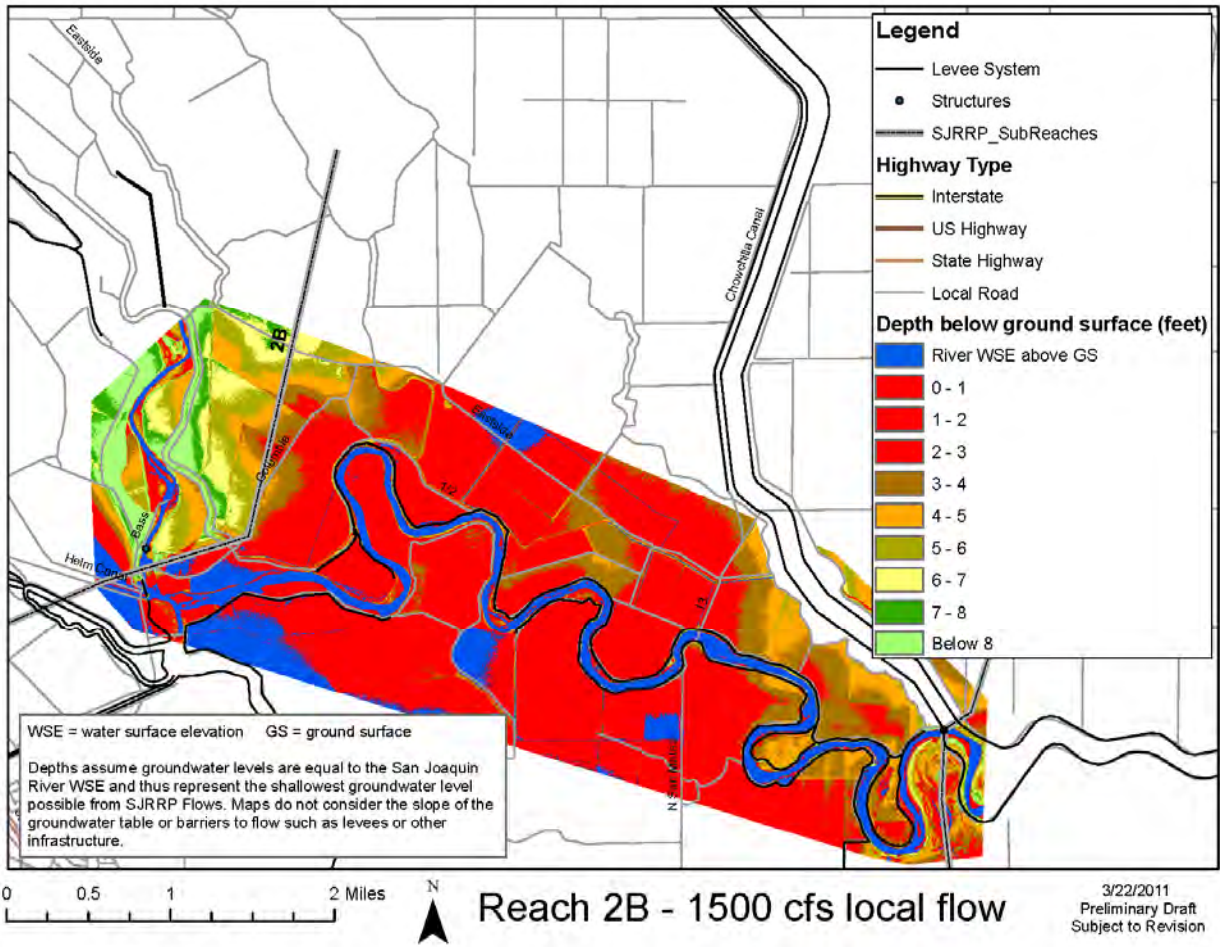 Eastside
Chowchilla Canal
2B
Columbia
Eastside
1/2
Bass
Helm Canal
13
N San Mateo
Legend
Levee System
Structures
SJRRP_SubReaches
Highway Type
Interstate
US Highway
State Highway
Local Road
Depth below ground surface (feet)
River WSE above GS
0 - 1
1 - 2
2 - 3
3 - 4
4 - 5
5 - 6
6 - 7
7 - 8
Below 8
WSE = water surface elevation GS = ground surface
Depths assume groundwater levels are equal to the San Joaquin
River WSE and thus represent the shallowest groundwater level
possible from SJRRP Flows. Maps do not consider the slope of the
groundwater table or barriers to flow such as levees or other
infrastructure.
0 0.5 1 2 Miles
N
Reach 2B - 1500 cfs local flow
3/22/2011
Preliminary Draft
Subject to Revision